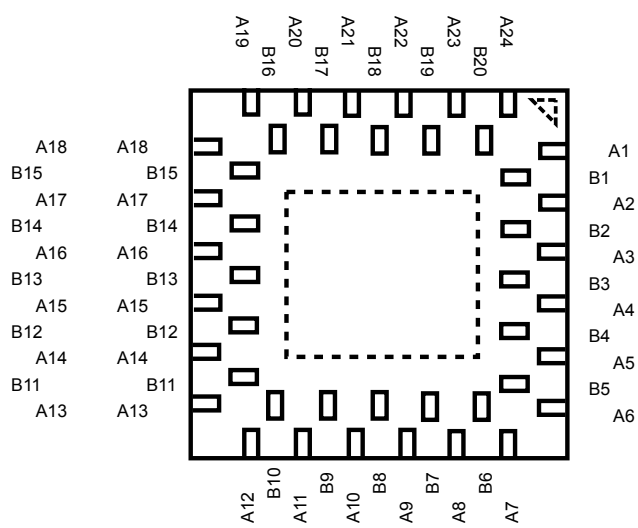 A19 B16 A20 B17 A21 B18 A22 B19 A23 B20 A24
A18 A18 A1
B15 B15 B1
A17 A17 A2
B14 B14 B2
A16 A16 A3
B13 B13 B3
A15 A15 A4
B12 B12 B4
A14 A14 A5
B11 B11 B5
A13 A13 A6
A12 B10 A11 B9 A10 B8 A9 B7 A8 B6 A7